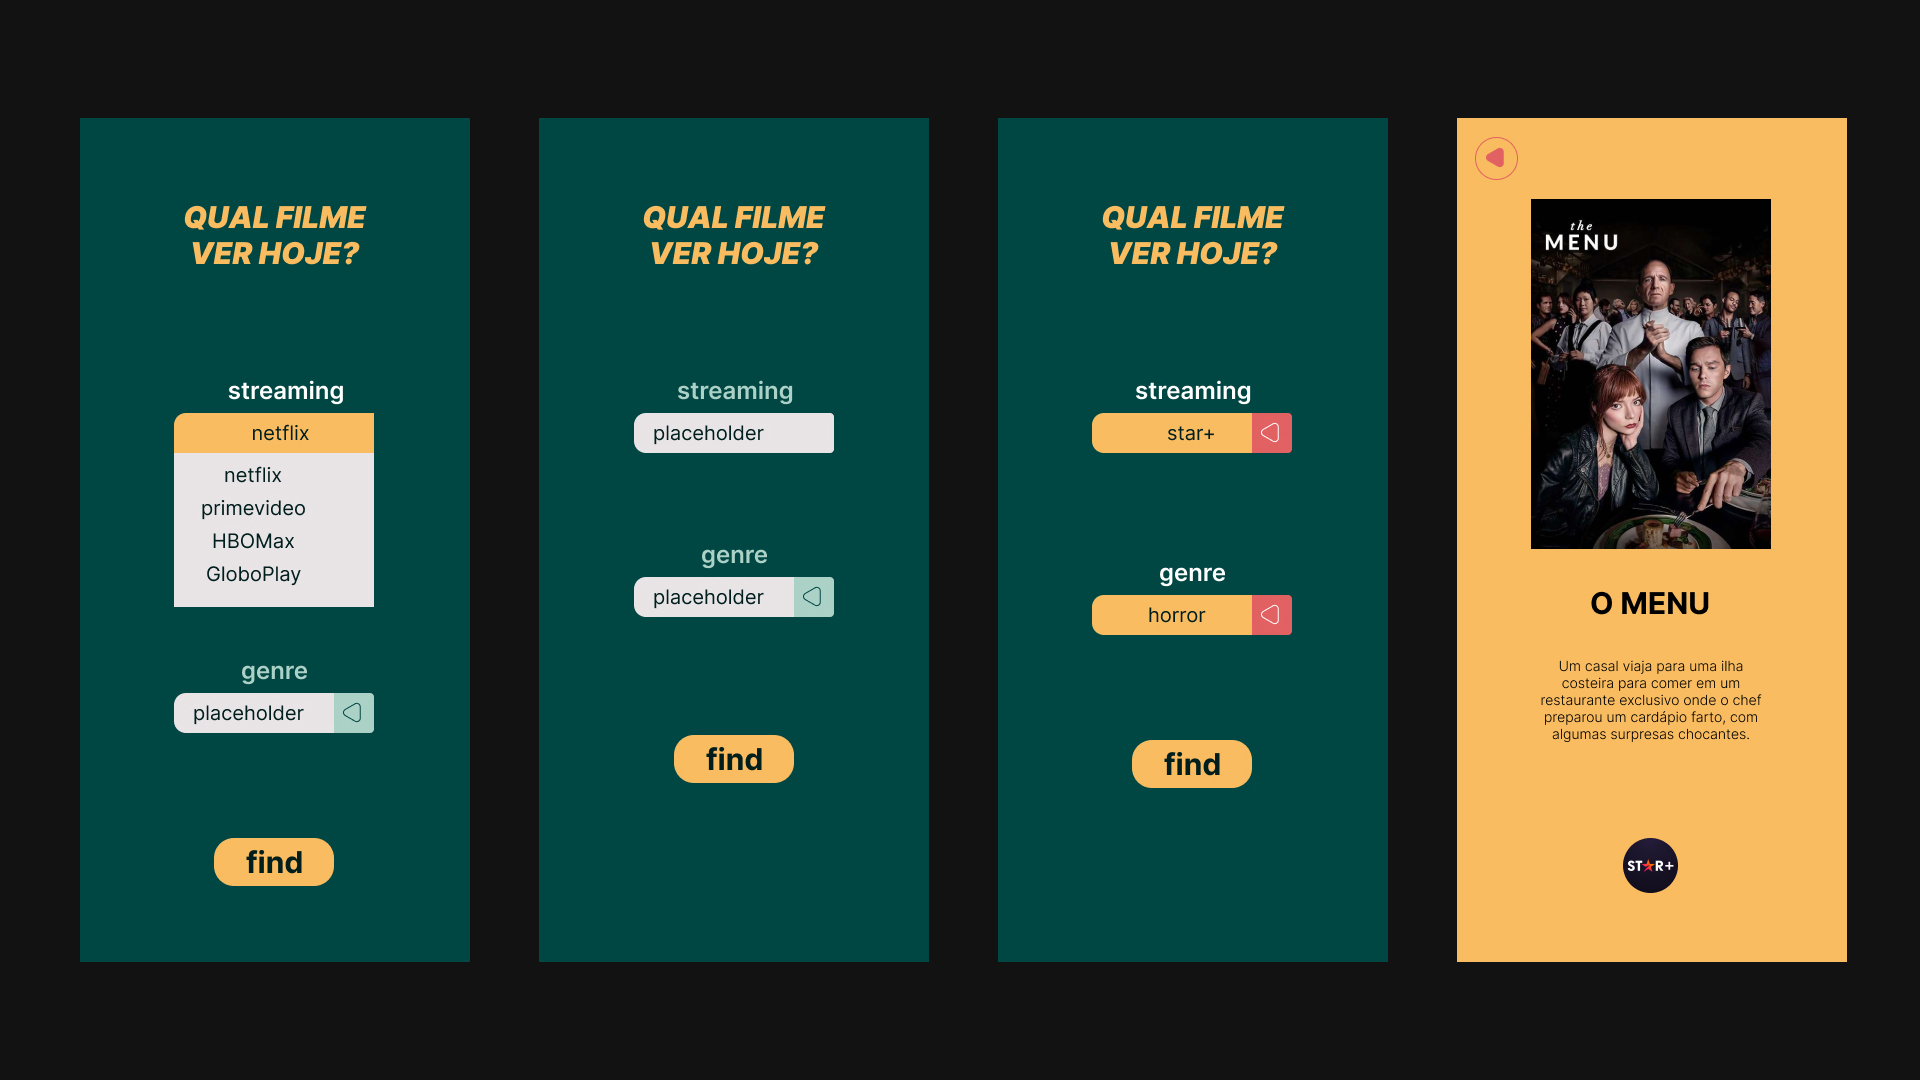 QUAL FILME
VER HOJE?
streaming
netflix
netflix
primevideo
HBOMax
GloboPlay
genre
placeholder
find
QUAL FILME
VER HOJE?
streaming
placeholder
genre
placeholder
find
QUAL FILME
VER HOJE?
streaming
star+
genre
horror
find
the
MENU
O MENU
Um casal viaja para uma ilha
costeira para comer em um
restaurante exclusivo onde o chef
preparou um cardápio farto, com
algumas surpresas chocantes.
ST★R+